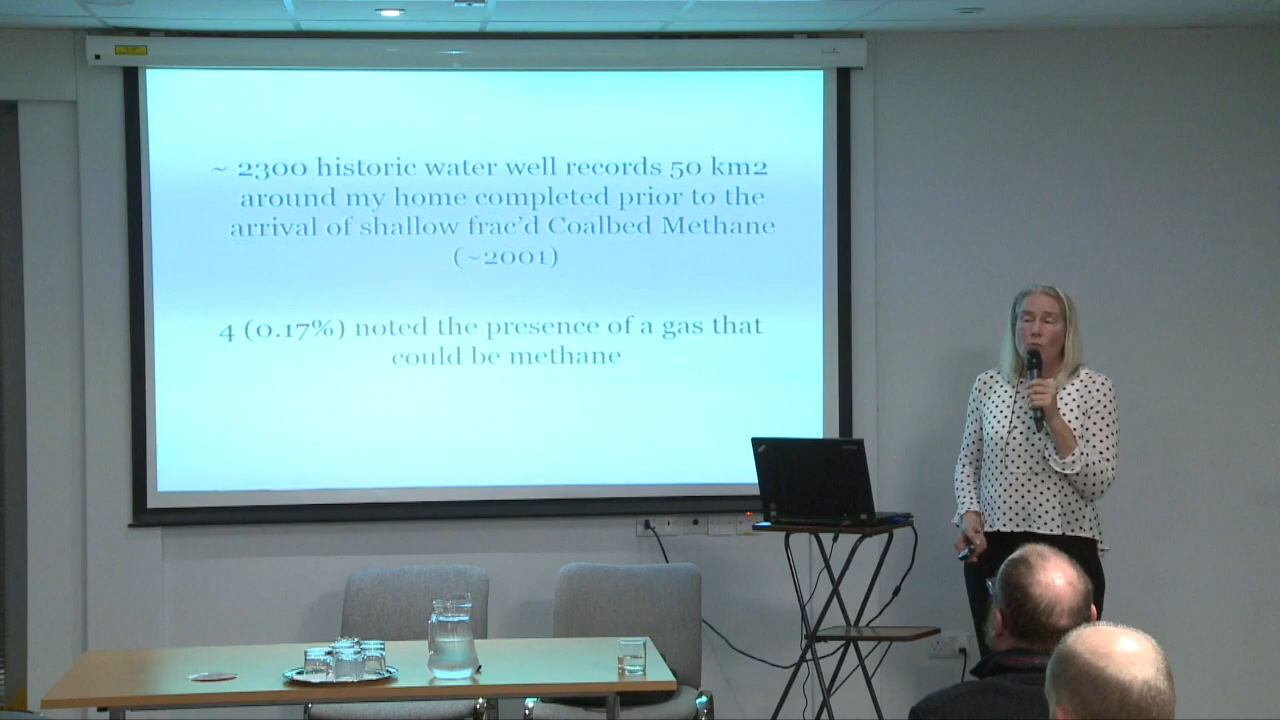 ~ 2300 historic water well records 50 km2
around my home completed prior to the
arrival of shallow frac'd Coalbed Methane
(~2001)
4 (0.17%) noted the presence of a gas that
could be methane